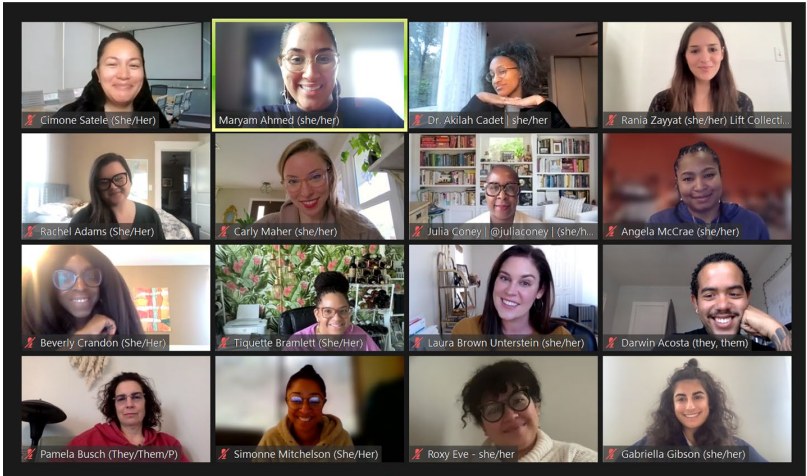 Cimone Satele (She/Her)
Maryam Ahmed (she/her)
Dr. Akilah Cadet | she/her
Rania Zayyat (she/her) Lift Collecti...
Rachel Adams (She/Her)
Carly Maher (she/her)
Julia Coney | @juliaconey | (she/h...
Angela McCrae (she/her)
Beverly Crandon (She/Her)
Tiquette Bramlett (She/Her)
Laura Brown Unterstein (she/her)
Darwin Acosta (they, them)
Pamela Busch (They/Them/P)
Simonne Mitchelson (She/Her)
Roxy Eve - she/her
Gabriella Gibson (she/her)